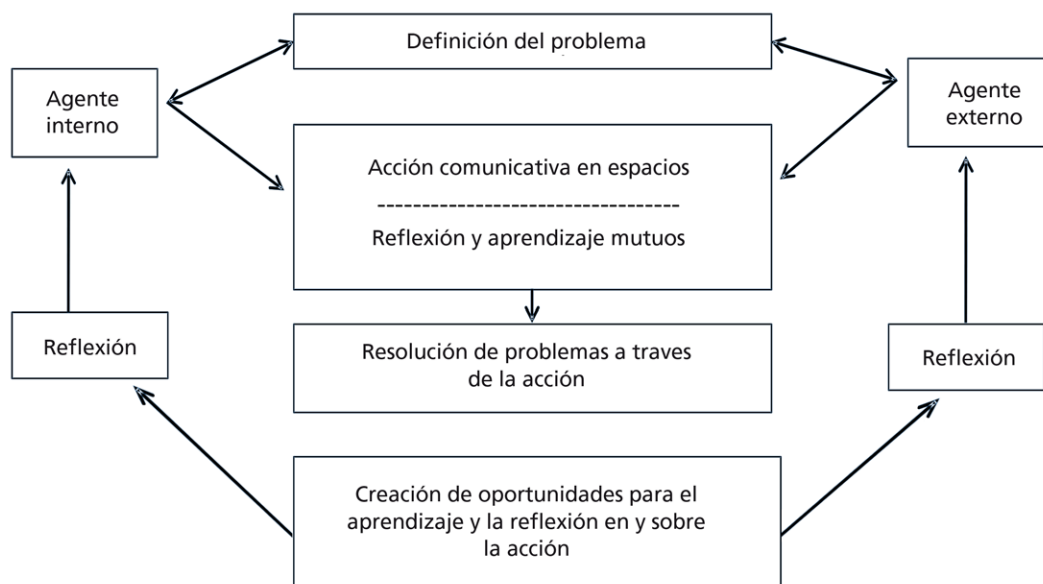 Definición del problema
Agente
interno
Agente
externo
Acción comunicativa en espacios
Reflexión y aprendizaje mutuos
Reflexión
Resolución de problemas a traves
de la acción
Reflexión
Creación de oportunidades para el
aprendizaje y la reflexión en y sobre
la acción